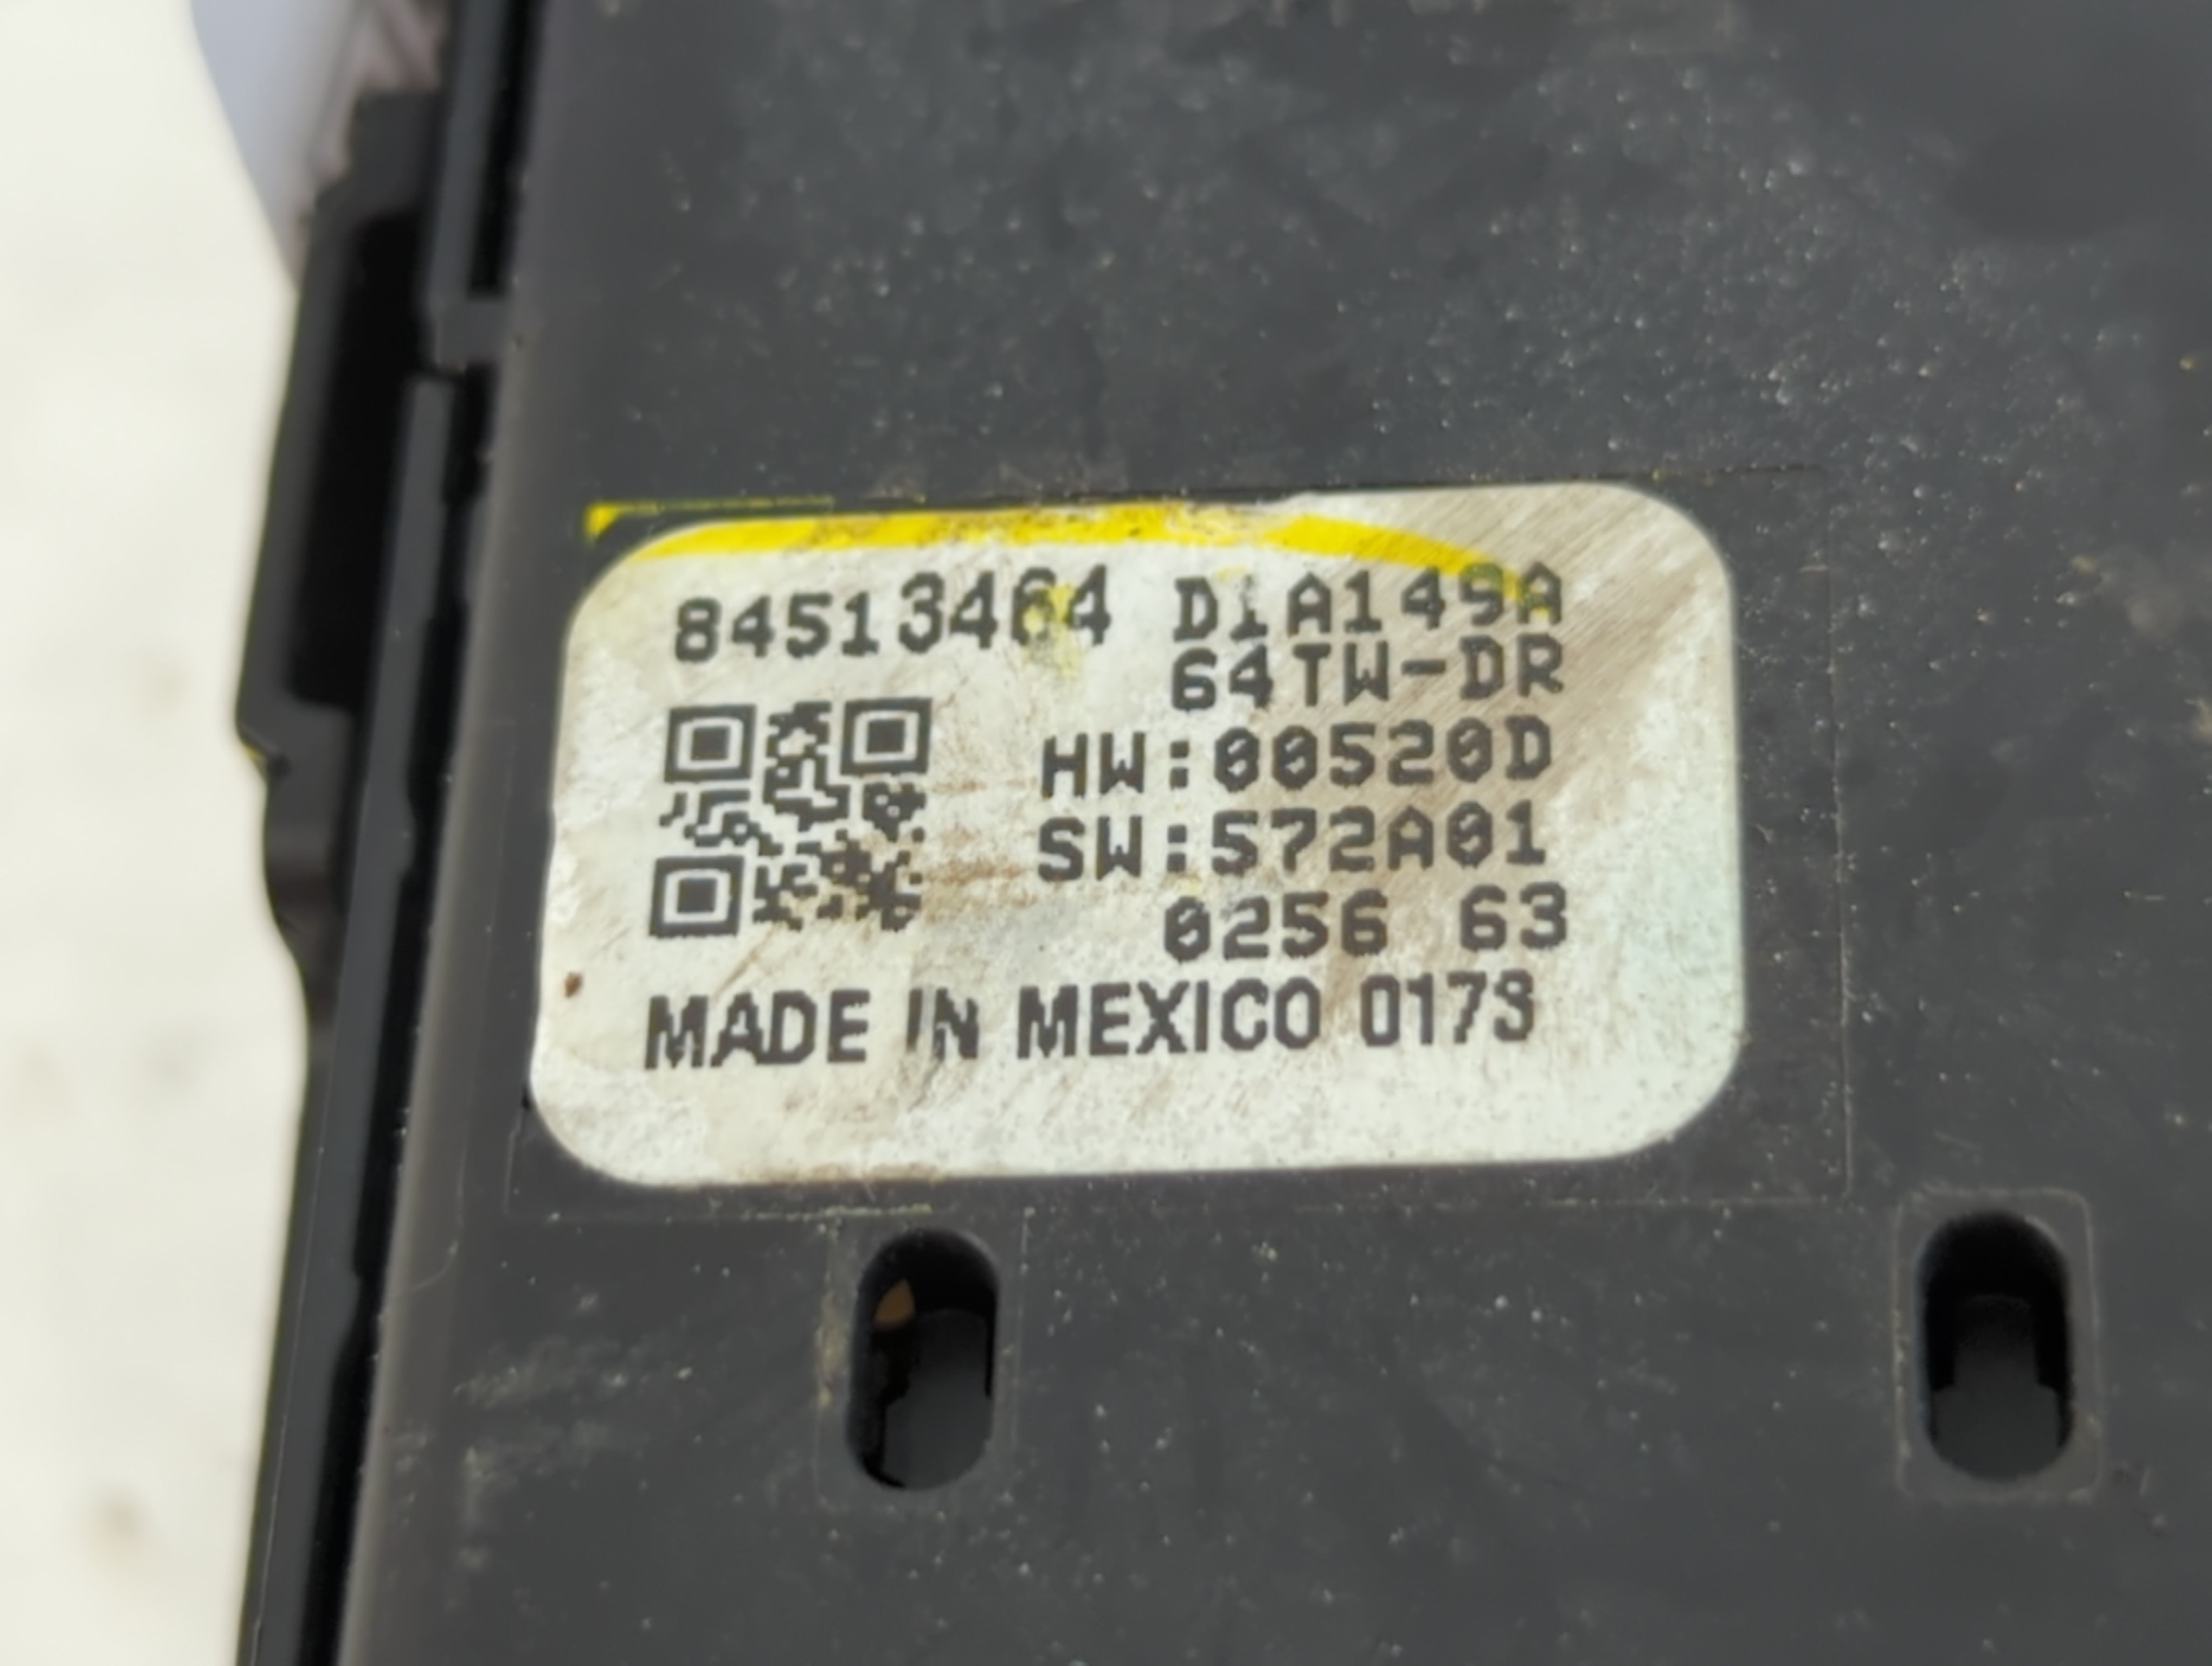 84513464 D1A149A
64TW-DR
HW:00520D
SW:572A01
0256 63
MADE IN MEXICO 0173